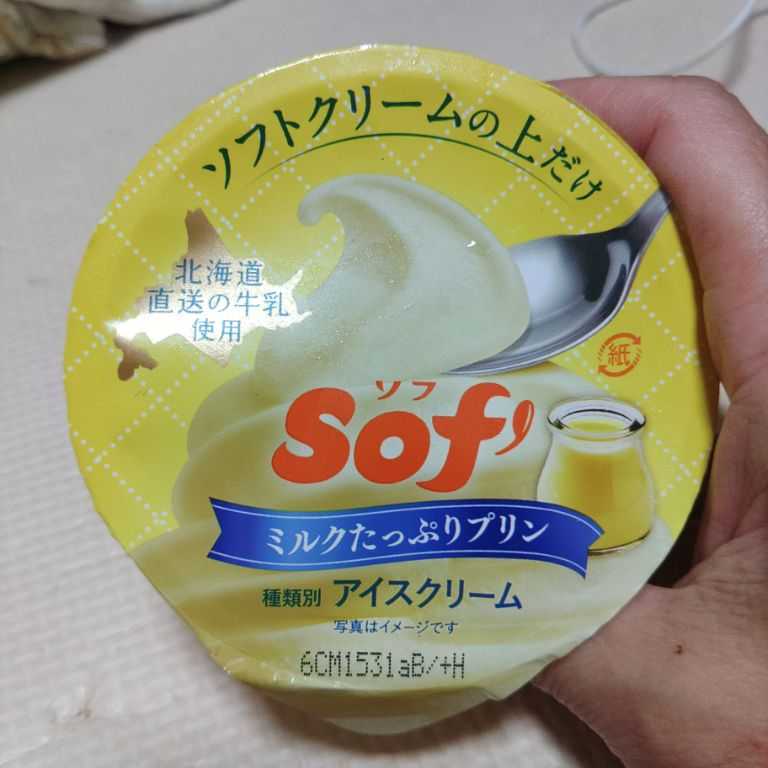 ソフトクリームの上だけ
北海道
直送の牛乳
使用
紙
ソフ
Sof'
ミルクたっぷりプリン
種類別 アイスクリーム
写真はイメージです
6CM1531aB/+H